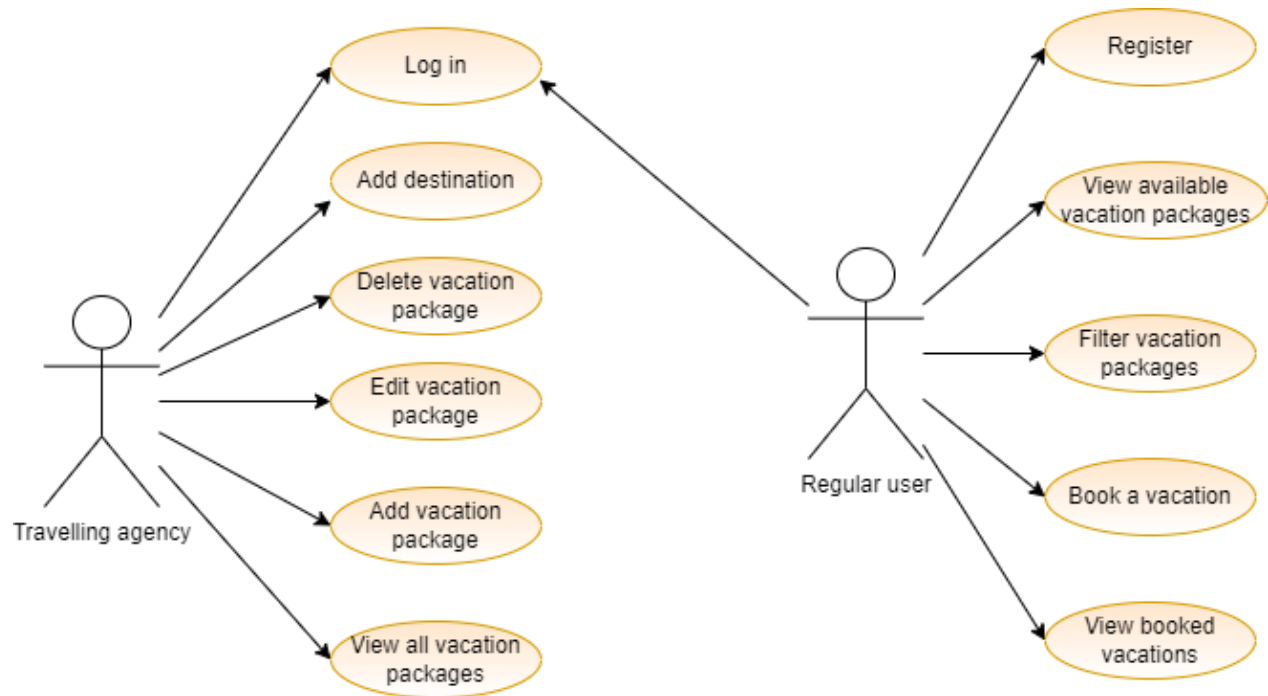 Log in
Add destination
Delete vacation
package
Edit vacation
package
Add vacation
package
View all vacation
packages
Travelling agency
Register
View available
vacation packages
Filter vacation
packages
Book a vacation
View booked
vacations
Regular user